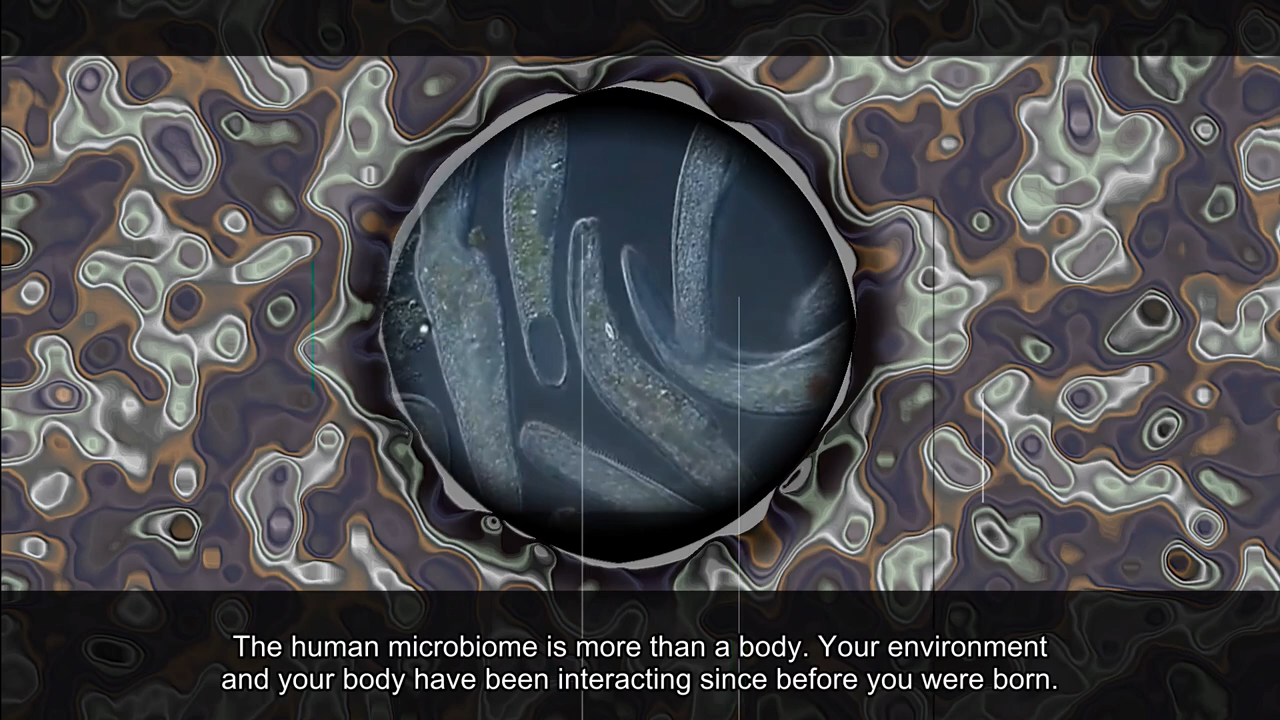 The human microbiome is more than a body. Your environment
and your body have been interacting since before you were born.